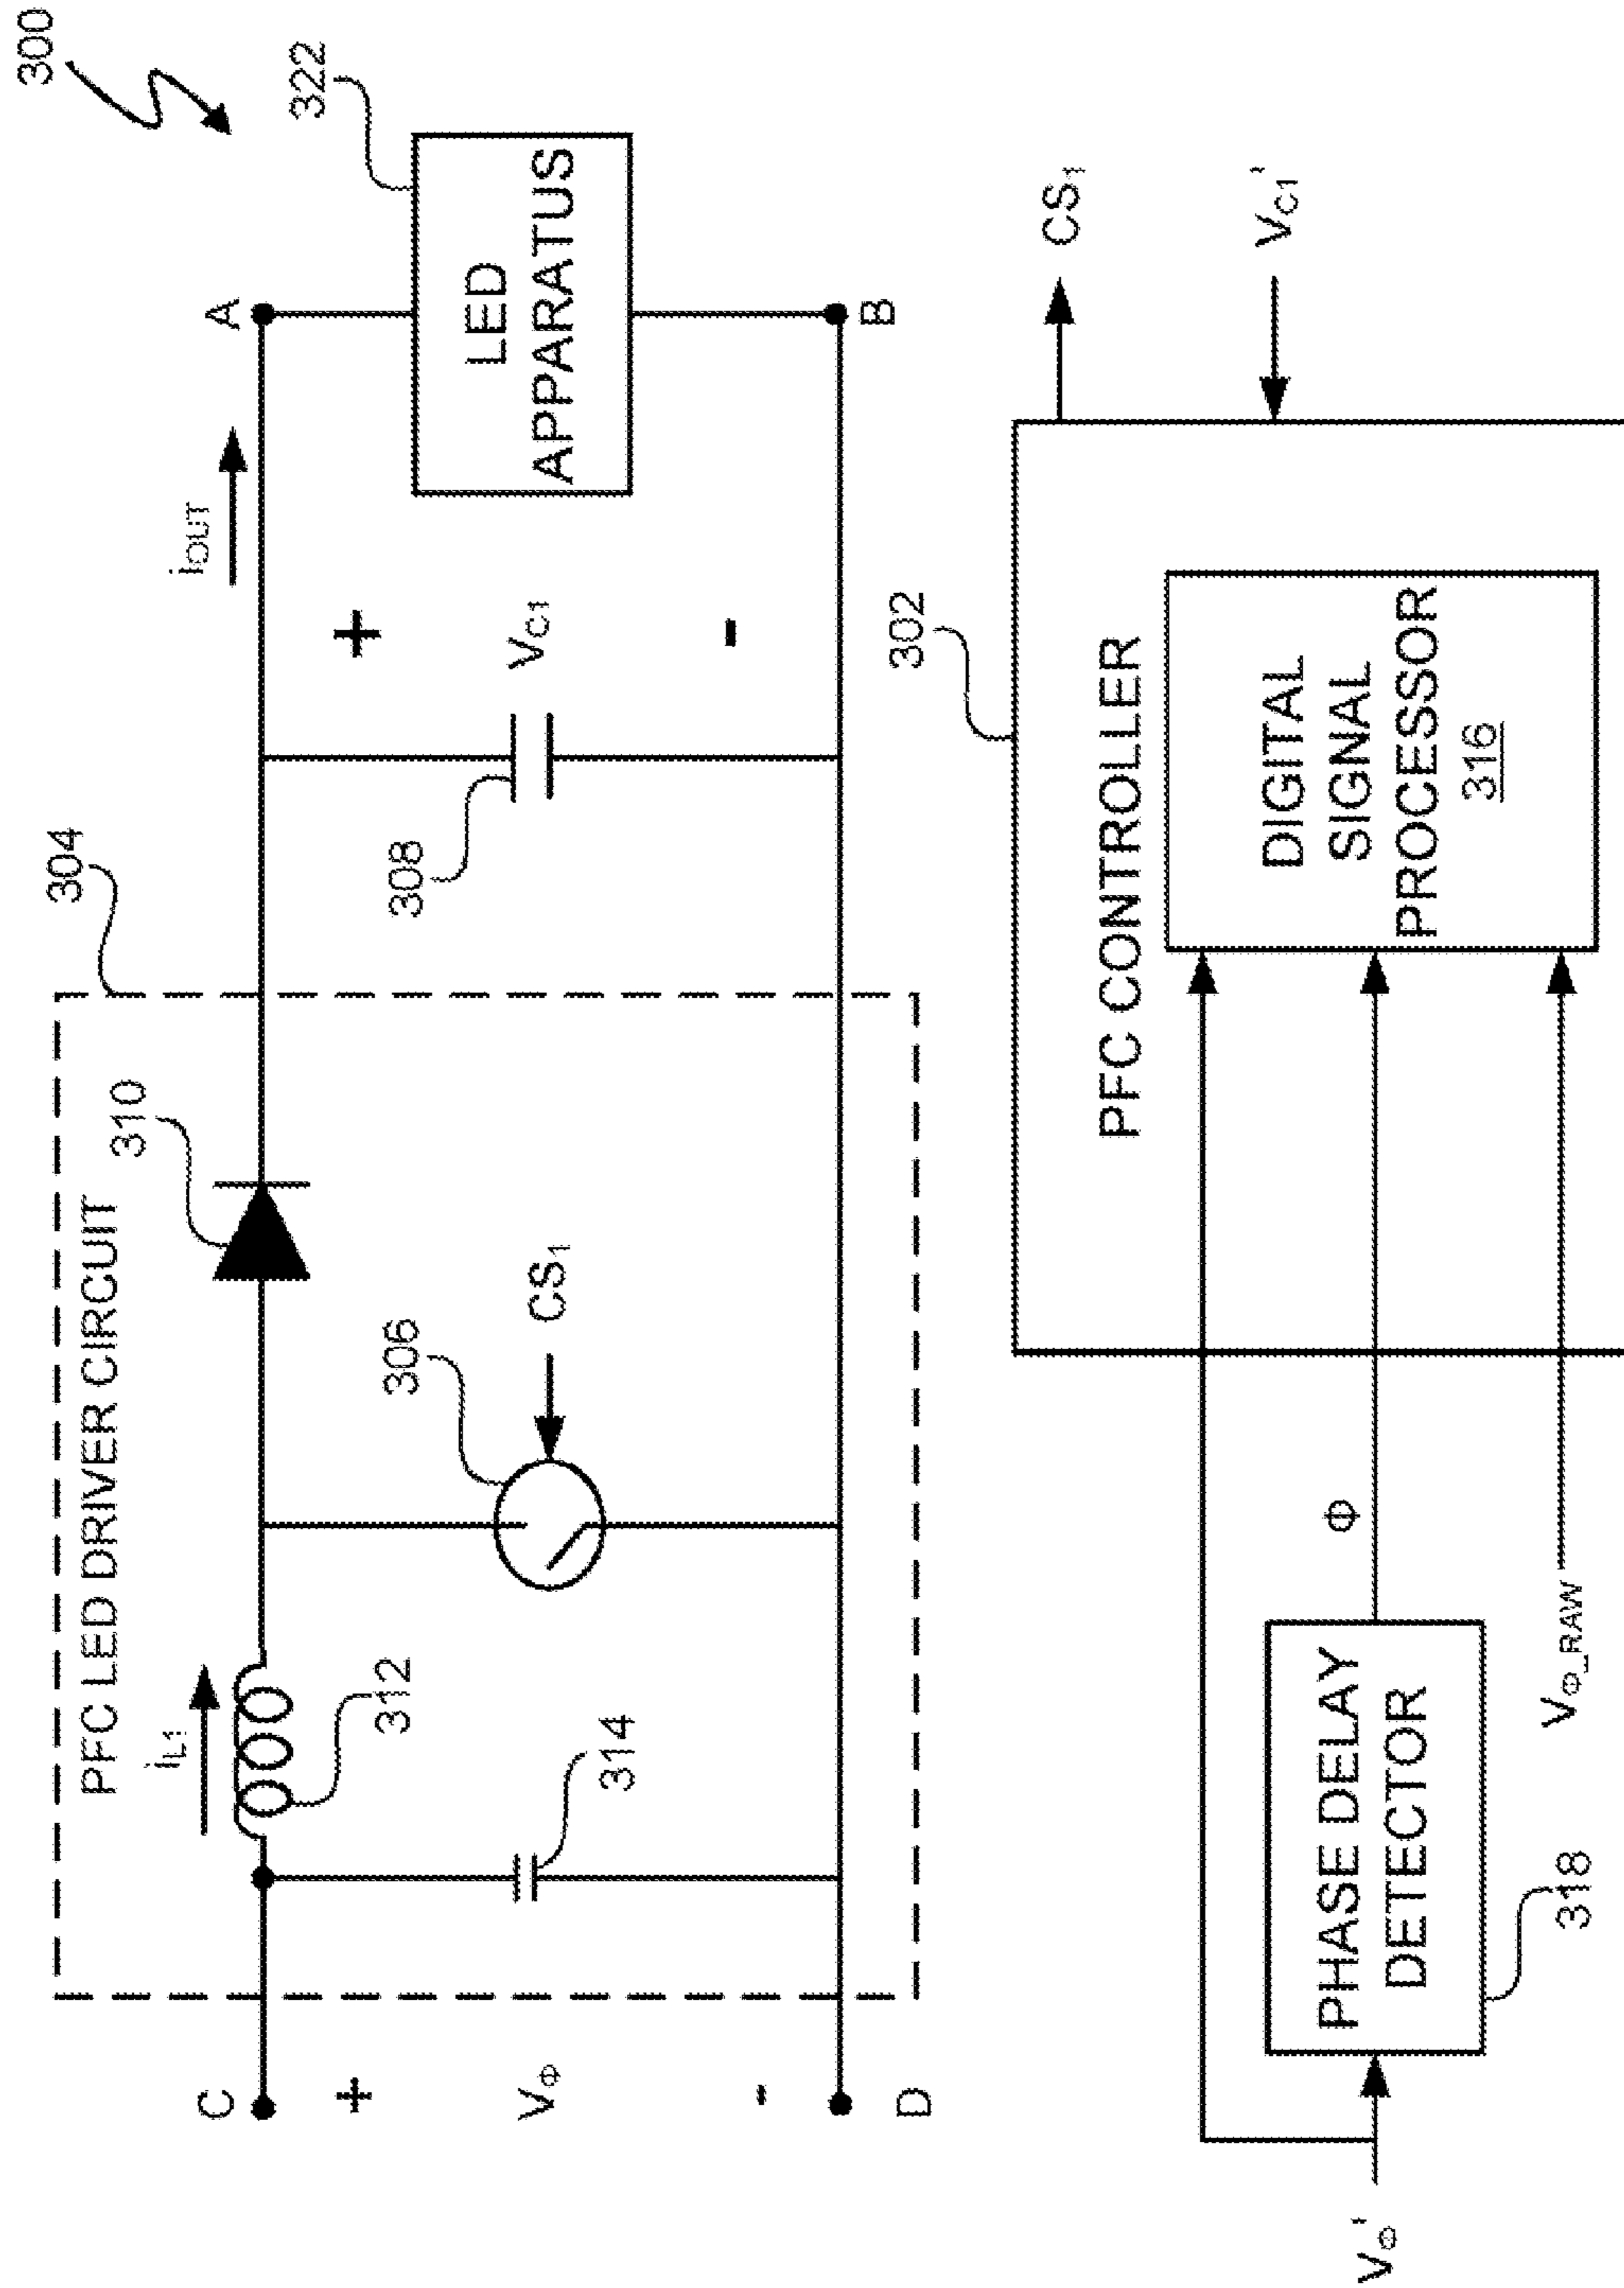 300
304
PFC LED DRIVER CIRCUIT
iL1
310
iOUT
A
322
C
+
VΦ
-
D
312
314
306
CS1
308
+
VC1
-
LED
APPARATUS
B
302
PFC CONTROLLER
CS1
VC1'
DIGITAL
SIGNAL
PROCESSOR
316
VΦ'
PHASE DELAY
DETECTOR
318
Φ
VΦ_RAW